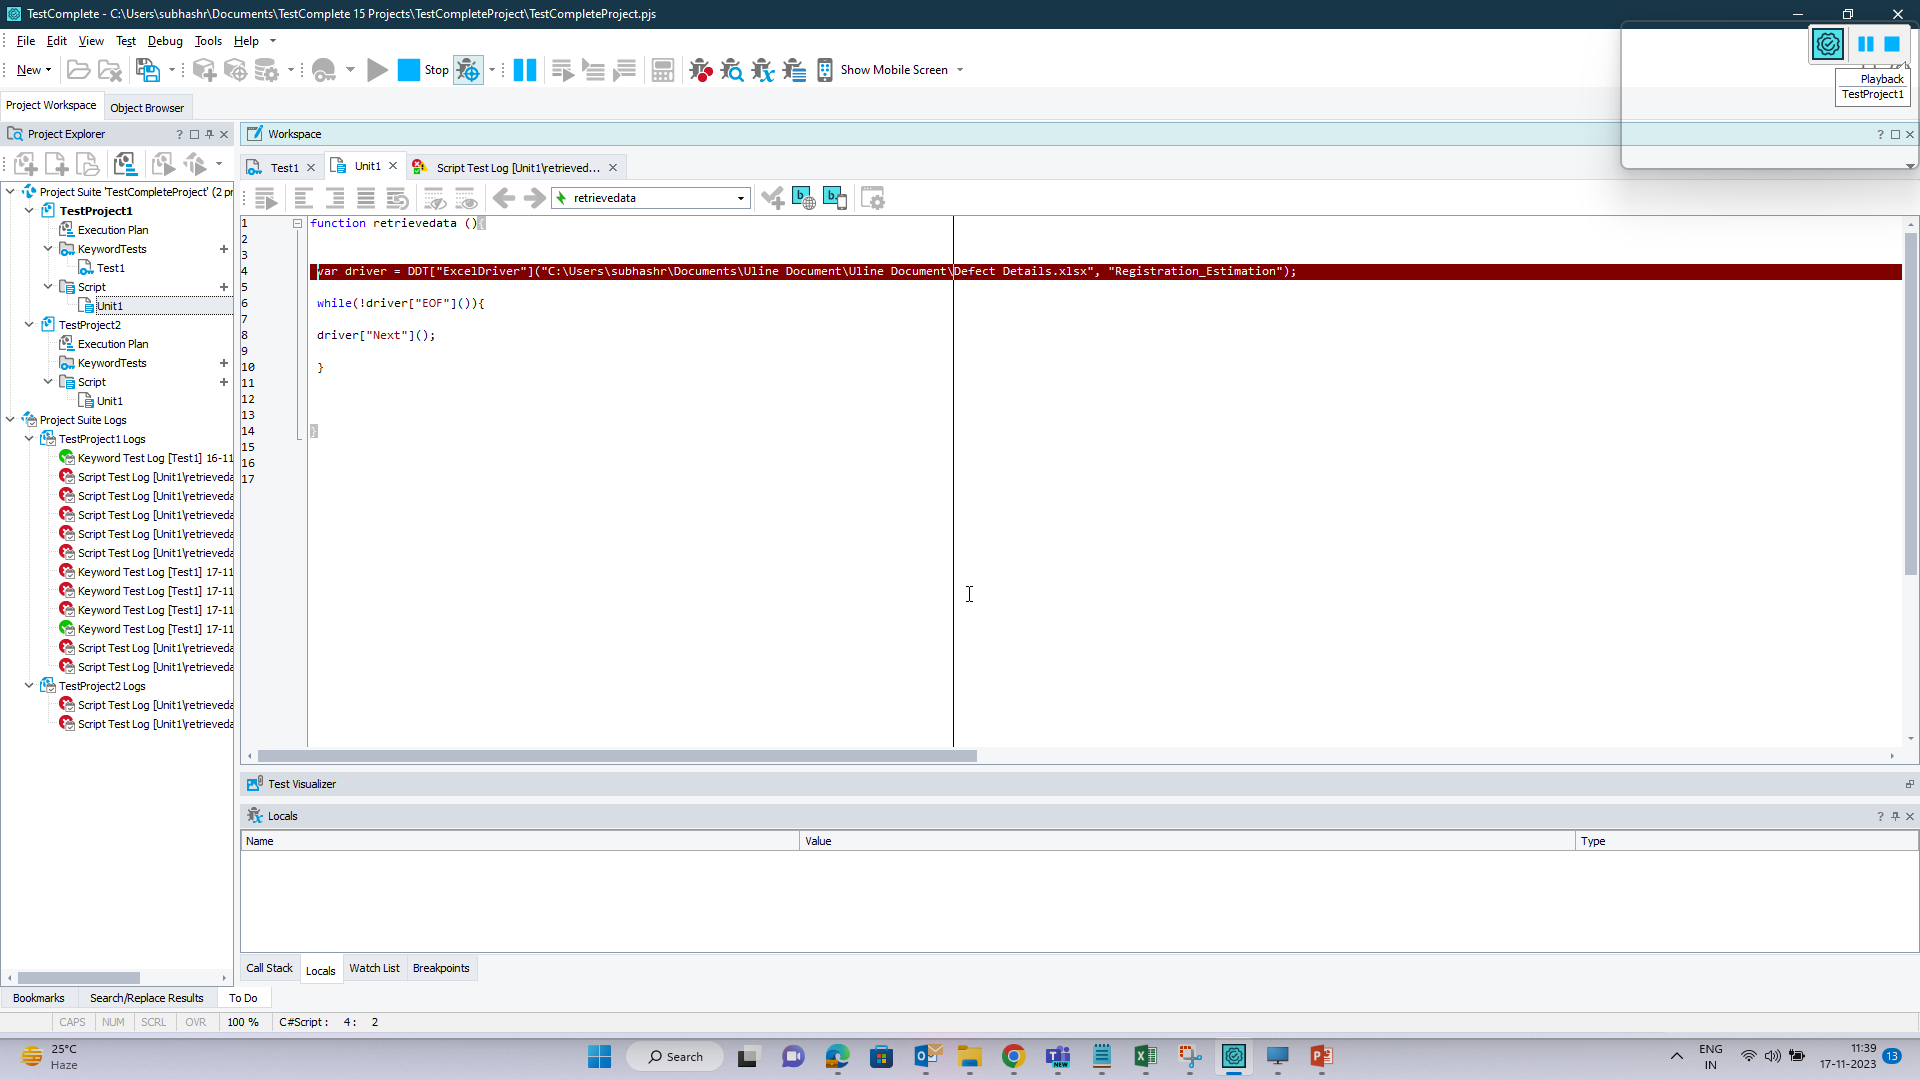 TestComplete - C:\Users\subhashr\Documents\TestComplete 15 Projects\TestCompleteProject\TestCompleteProject.pjs
File Edit View Test Debug Tools Help
New Stop Show Mobile Screen
Playback
TestProject1
Project Workspace Object Browser
Project Explorer
Workspace
Test1 Unit1 Script Test Log [Unit1\retrieved...
retrievedata
Project Suite 'TestCompleteProject' (2 pr
TestProject1
Execution Plan
KeywordTests
Test1
Script
Unit1
TestProject2
Execution Plan
KeywordTests
Script
Unit1
Project Suite Logs
TestProject1 Logs
Keyword Test Log [Test1] 16-11
Script Test Log [Unit1\retrieveda
Script Test Log [Unit1\retrieveda
Script Test Log [Unit1\retrieveda
Script Test Log [Unit1\retrieveda
Script Test Log [Unit1\retrieveda
Keyword Test Log [Test1] 17-11
Keyword Test Log [Test1] 17-11
Keyword Test Log [Test1] 17-11
Keyword Test Log [Test1] 17-11
Script Test Log [Unit1\retrieveda
Script Test Log [Unit1\retrieveda
TestProject2 Logs
Script Test Log [Unit1\retrieveda
Script Test Log [Unit1\retrieveda
1 function retrievedata (){
2
3
4 var driver = DDT["ExcelDriver"]("C:\Users\subhashr\Documents\Uline Document\Uline Document\Defect Details.xlsx", "Registration_Estimation");
5
6 while(!driver["EOF"]()){
7
8 driver["Next"]();
9
10 }
11
12
13
14 }
15
16
17
Test Visualizer
Locals
Name Value Type
Call Stack Locals Watch List Breakpoints
Bookmarks Search/Replace Results To Do
CAPS NUM SCRL OVR 100 % C#Script : 4 : 2
25°C
Haze
Search
ENG
IN
11:39
17-11-2023
13